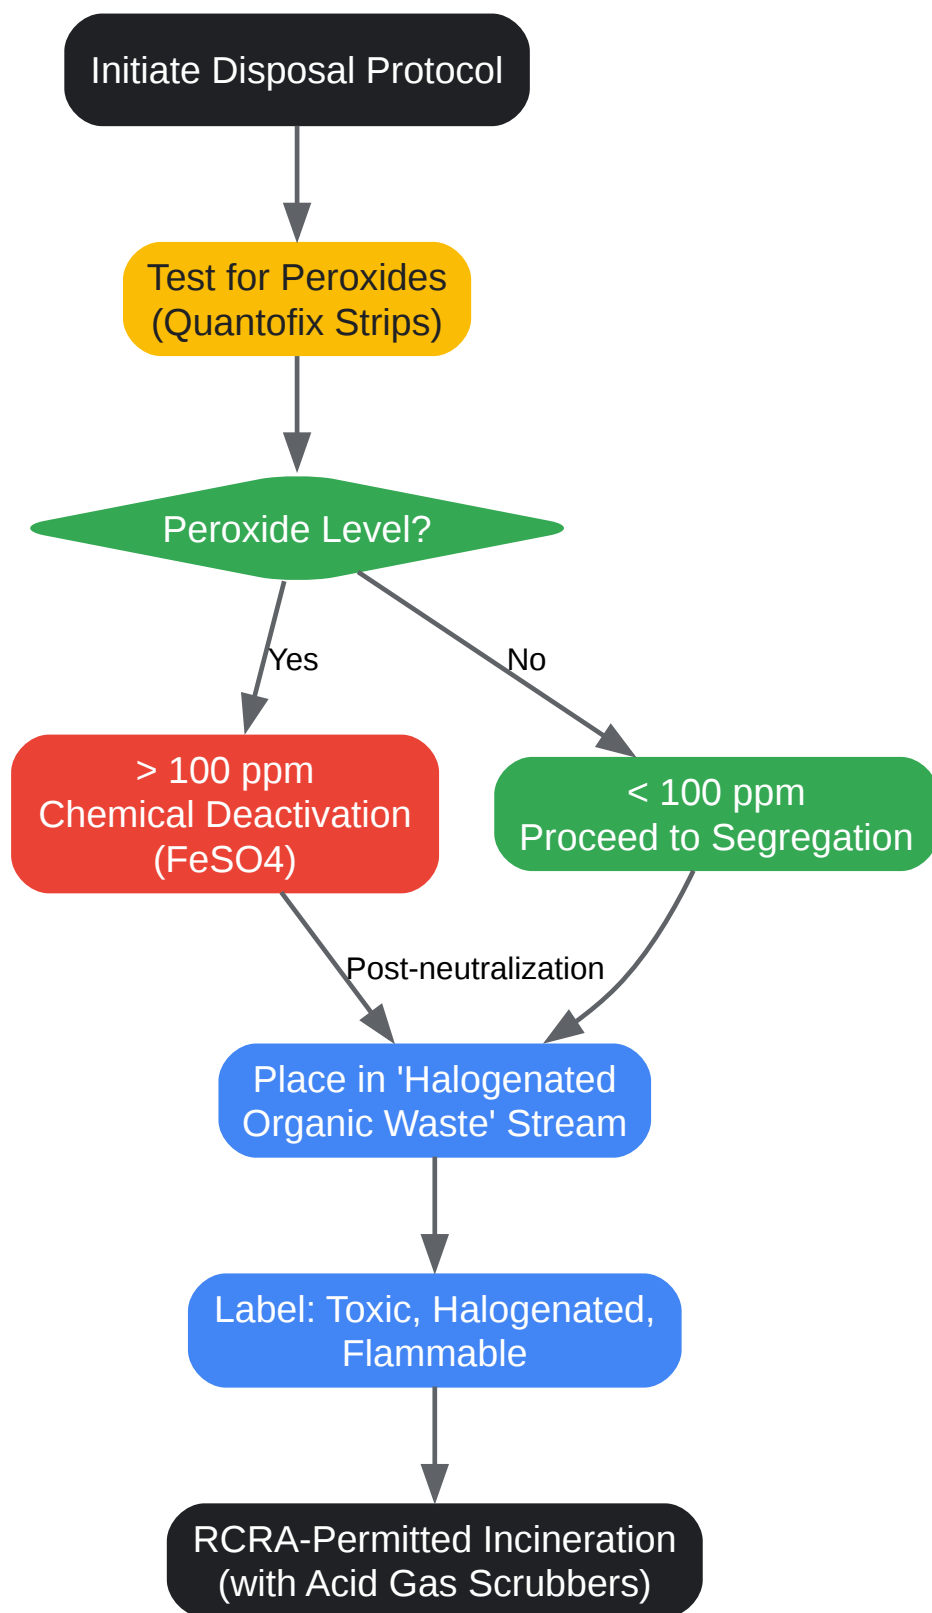 Initiate Disposal Protocol
Test for Peroxides
(Quantofix Strips)
Peroxide Level?
Yes
No
> 100 ppm
Chemical Deactivation
(FeSO4)
< 100 ppm
Proceed to Segregation
Post-neutralization
Place in 'Halogenated
Organic Waste' Stream
Label: Toxic, Halogenated,
Flammable
RCRA-Permitted Incineration
(with Acid Gas Scrubbers)